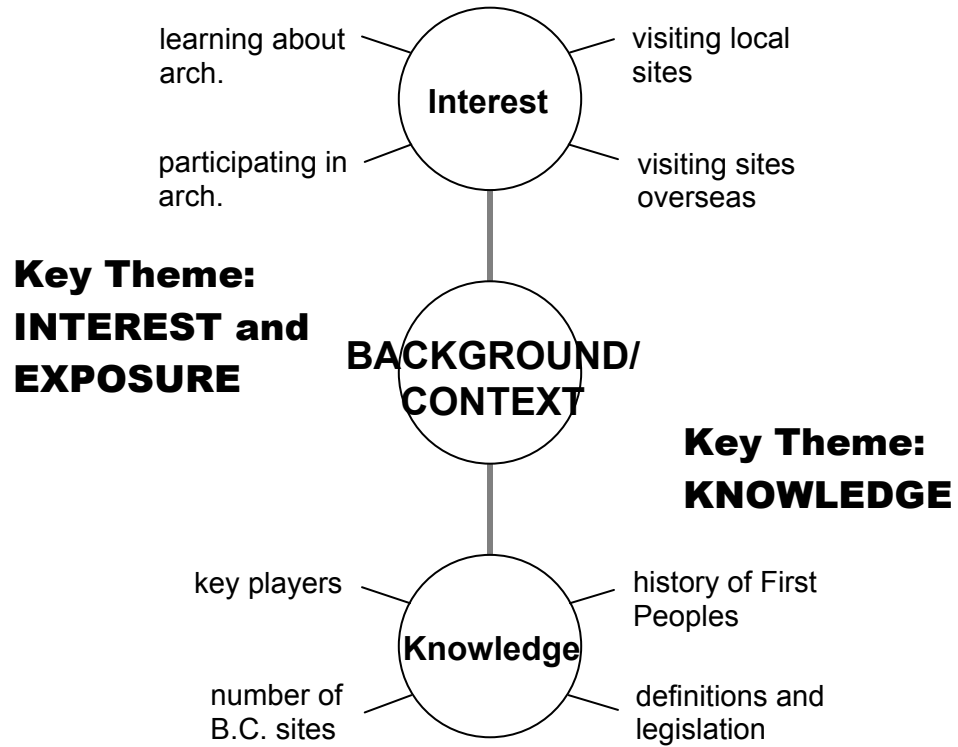 learning about
arch.
visiting local
sites
Interest
participating in
arch.
visiting sites
overseas
Key Theme:
INTEREST and
EXPOSURE
BACKGROUND/
CONTEXT
Key Theme:
KNOWLEDGE
key players
history of First
Peoples
Knowledge
number of
B.C. sites
definitions and
legislation